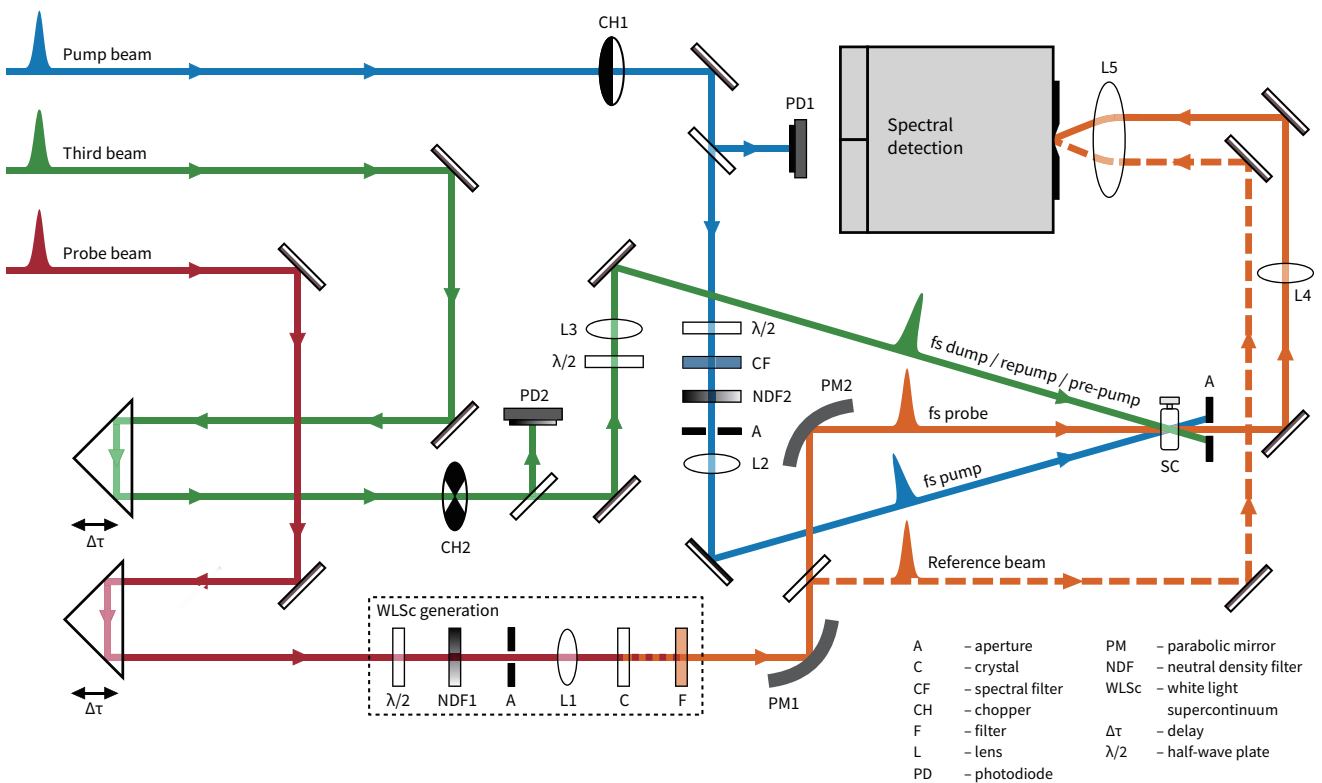 CH1
Pump beam
L5
PD1
Spectral
detection
Third beam
Probe beam
L4
L3
λ/2
λ/2
CF
NDF2
A
L2
fs dump / repump / pre-pump
PM2
A
PD2
fs probe
SC
fs pump
Δτ
CH2
Reference beam
WLSc generation
Δτ
λ/2
NDF1
A
L1
C
F
PM1
A – aperture
C – crystal
CF – spectral filter
CH – chopper
F – filter
L – lens
PD – photodiode
PM – parabolic mirror
NDF – neutral density filter
WLSc – white light
supercontinuum
Δτ – delay
λ/2 – half-wave plate